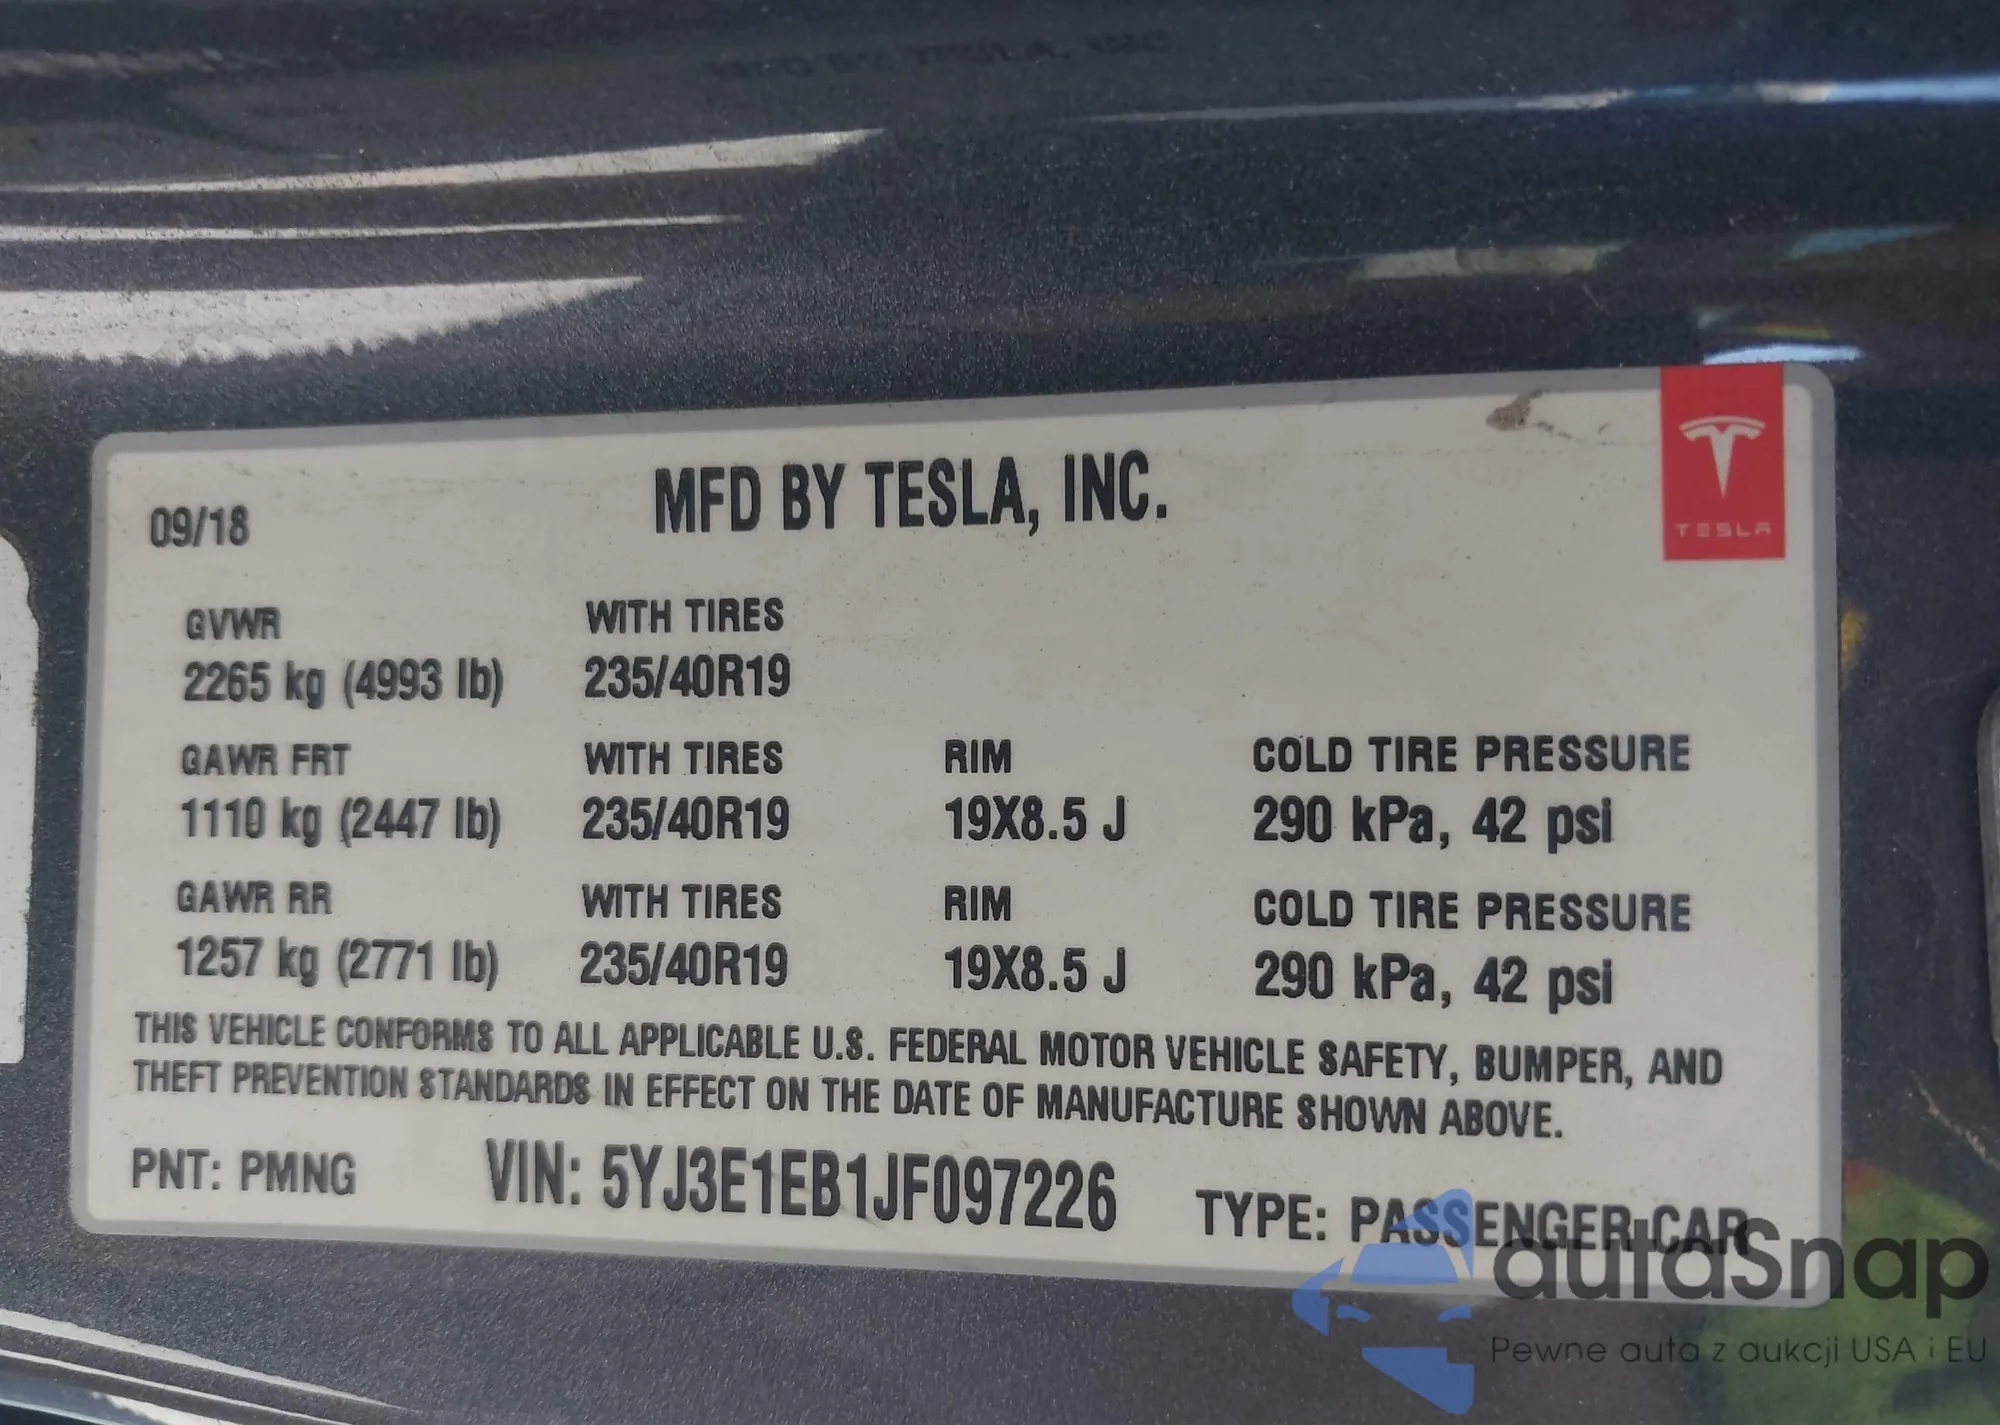 MFD BY TESLA, INC.
TESLA
09/18
GVWR WITH TIRES
2265 kg (4993 lb) 235/40R19
GAWR FRT WITH TIRES RIM COLD TIRE PRESSURE
1110 kg (2447 lb) 235/40R19 19X8.5 J 290 kPa, 42 psi
GAWR RR WITH TIRES RIM COLD TIRE PRESSURE
1257 kg (2771 lb) 235/40R19 19X8.5 J 290 kPa, 42 psi
THIS VEHICLE CONFORMS TO ALL APPLICABLE U.S. FEDERAL MOTOR VEHICLE SAFETY, BUMPER, AND
THEFT PREVENTION STANDARDS IN EFFECT ON THE DATE OF MANUFACTURE SHOWN ABOVE.
PNT: PMNG VIN: 5YJ3E1EB1JF097226 TYPE: PASSENGER CAR
autaSnap
Pewne auta z aukcji USA i EU